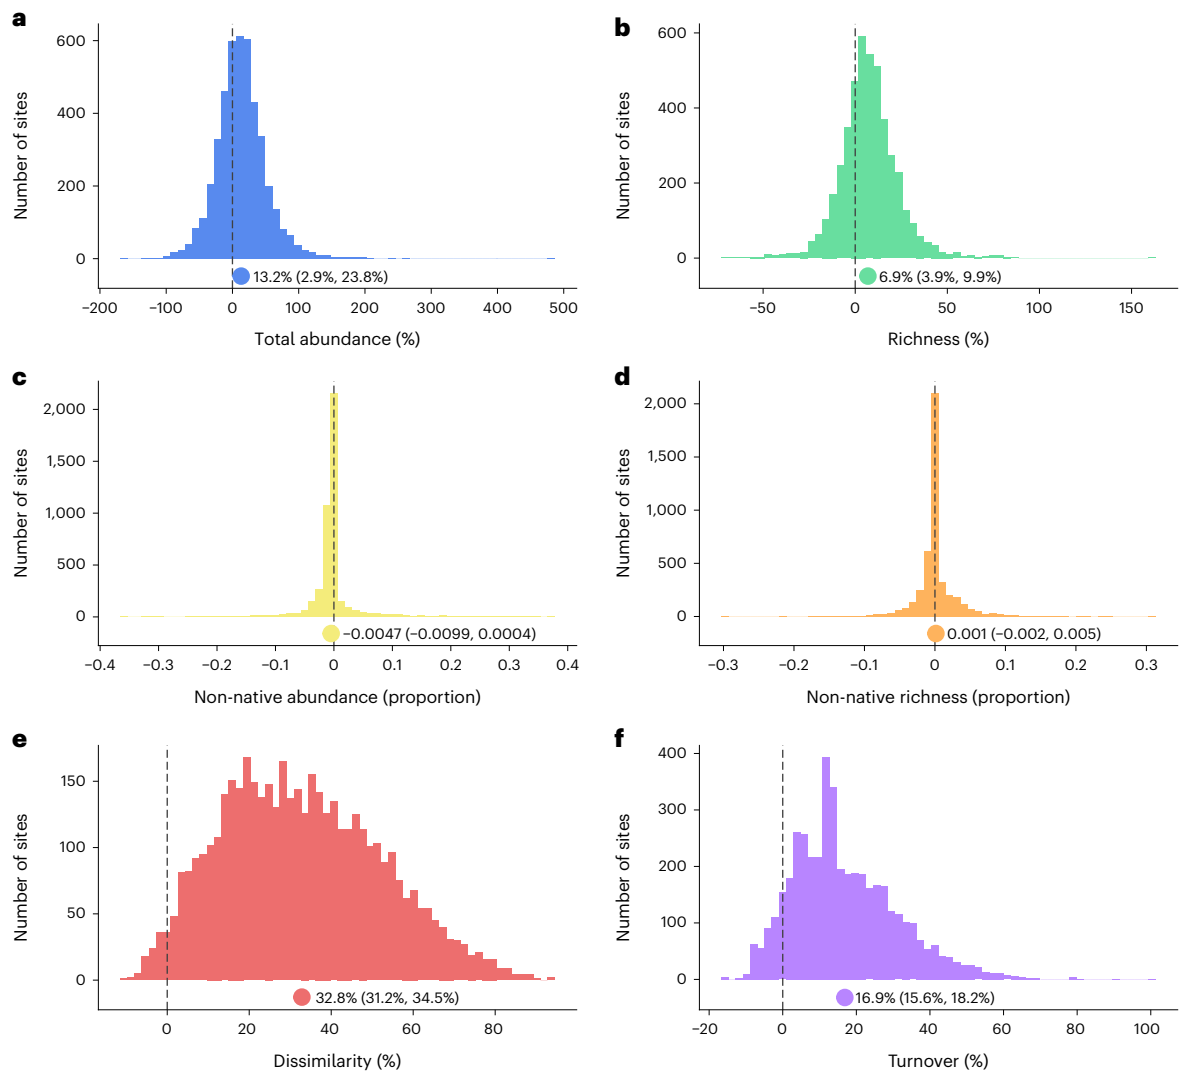 a
Number of sites
600
400
200
0
13.2% (2.9%, 23.8%)
−200 −100 0 100 200 300 400 500
Total abundance (%)
b
Number of sites
600
400
200
0
6.9% (3.9%, 9.9%)
−50 0 50 100 150
Richness (%)
c
Number of sites
2,000
1,500
1,000
500
0
−0.0047 (−0.0099, 0.0004)
−0.4 −0.3 −0.2 −0.1 0 0.1 0.2 0.3 0.4
Non-native abundance (proportion)
d
Number of sites
2,000
1,500
1,000
500
0
0.001 (−0.002, 0.005)
−0.3 −0.2 −0.1 0 0.1 0.2 0.3
Non-native richness (proportion)
e
Number of sites
150
100
50
0
32.8% (31.2%, 34.5%)
0 20 40 60 80
Dissimilarity (%)
f
Number of sites
400
300
200
100
0
16.9% (15.6%, 18.2%)
−20 0 20 40 60 80 100
Turnover (%)